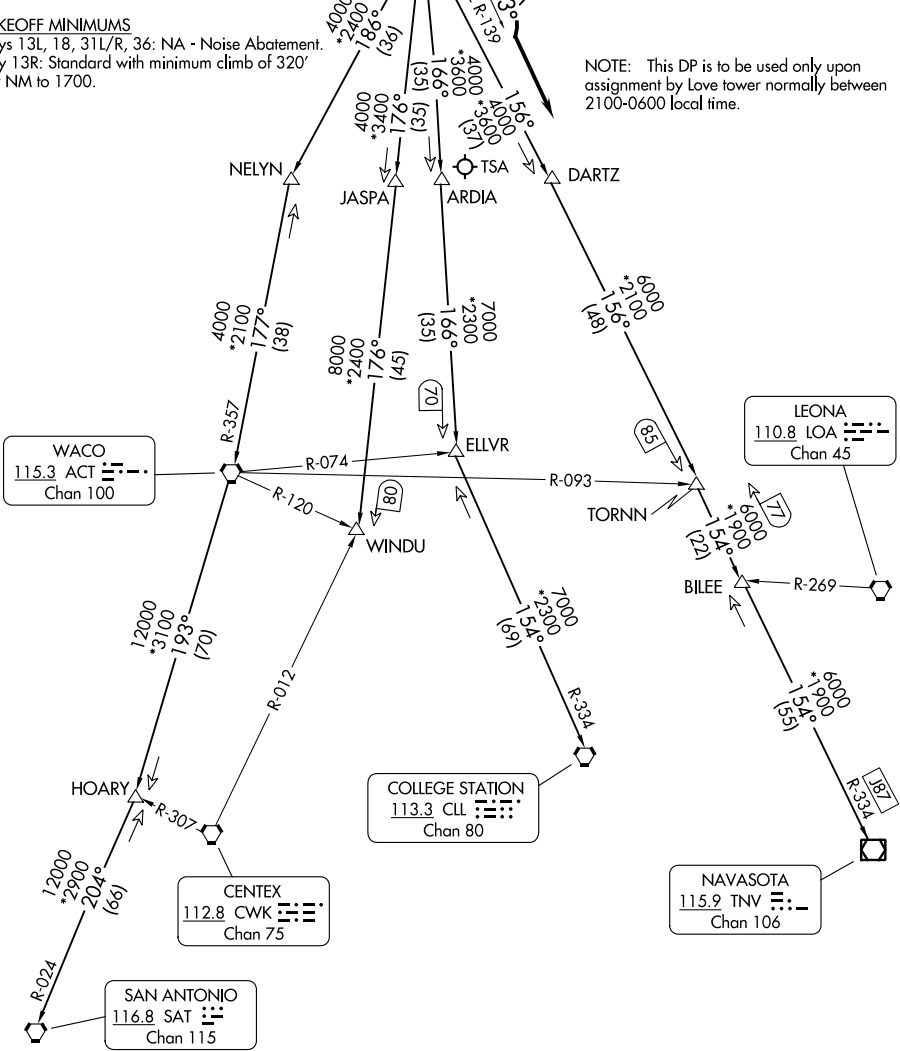 KEOFF MINIMUMS
ys 13L, 18, 31L/R, 36: NA - Noise Abatement.
y 13R: Standard with minimum climb of 320'
NM to 1700.
4000
*2400
186°
(36)
4000
*3400
176°
(35)
4000
*3600
166°
(35)
4000
*3600
156°
(37)
R-139
3°
NOTE: This DP is to be used only upon
assignment by Love tower normally between
2100-0600 local time.
NELYN
JASPA
ARDIA
TSA
DARTZ
4000
*2100
177°
(38)
8000
*2400
176°
(45)
7000
*2300
166°
(35)
6000
*2100
156°
(48)
R-357
70
85
WACO
115.3 ACT
Chan 100
R-074
ELLVR
R-093
R-120
80
WINDU
TORNN
77
LEONA
110.8 LOA
Chan 45
6000
*1900
154°
(22)
BILEE
R-269
12000
*3100
193°
(70)
R-012
7000
*2300
154°
(69)
R-334
6000
*1900
154°
(55)
J87
R-334
HOARY
R-307
COLLEGE STATION
113.3 CLL
Chan 80
CENTEX
112.8 CWK
Chan 75
NAVASOTA
115.9 TNV
Chan 106
12000
*2900
204°
(66)
R-024
SAN ANTONIO
116.8 SAT
Chan 115